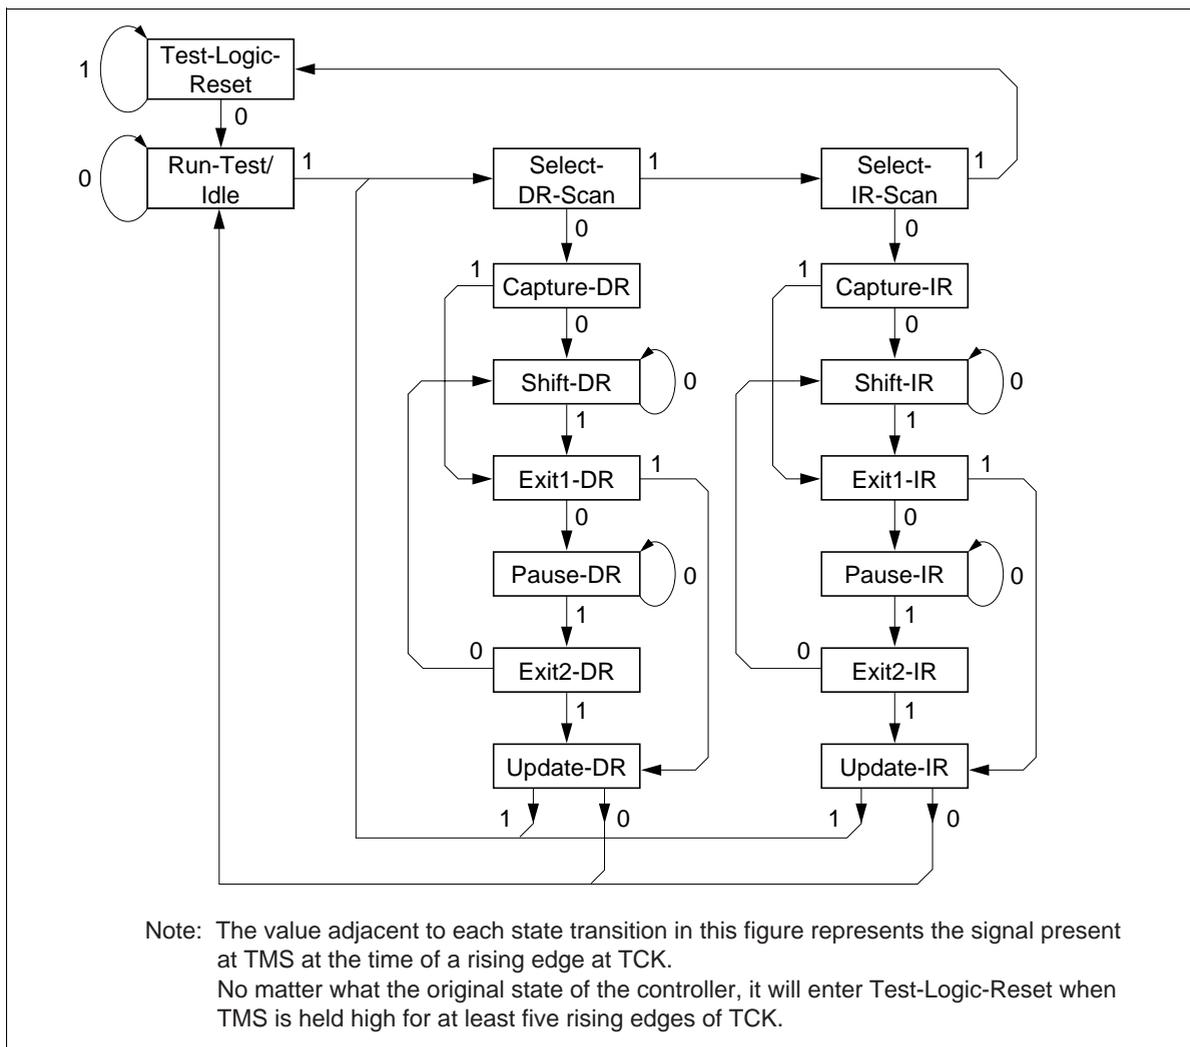 Test-Logic-
Reset
1
0
Run-Test/
Idle
0
1
Select-
DR-Scan
1
Select-
IR-Scan
1
0
0
1
Capture-DR
1
Capture-IR
0
0
Shift-DR
0
Shift-IR
0
1
1
Exit1-DR
1
Exit1-IR
1
0
0
Pause-DR
0
Pause-IR
0
1
1
0
Exit2-DR
0
Exit2-IR
1
1
Update-DR
Update-IR
1
0
1
0
Note: The value adjacent to each state transition in this figure represents the signal present
at TMS at the time of a rising edge at TCK.
No matter what the original state of the controller, it will enter Test-Logic-Reset when
TMS is held high for at least five rising edges of TCK.